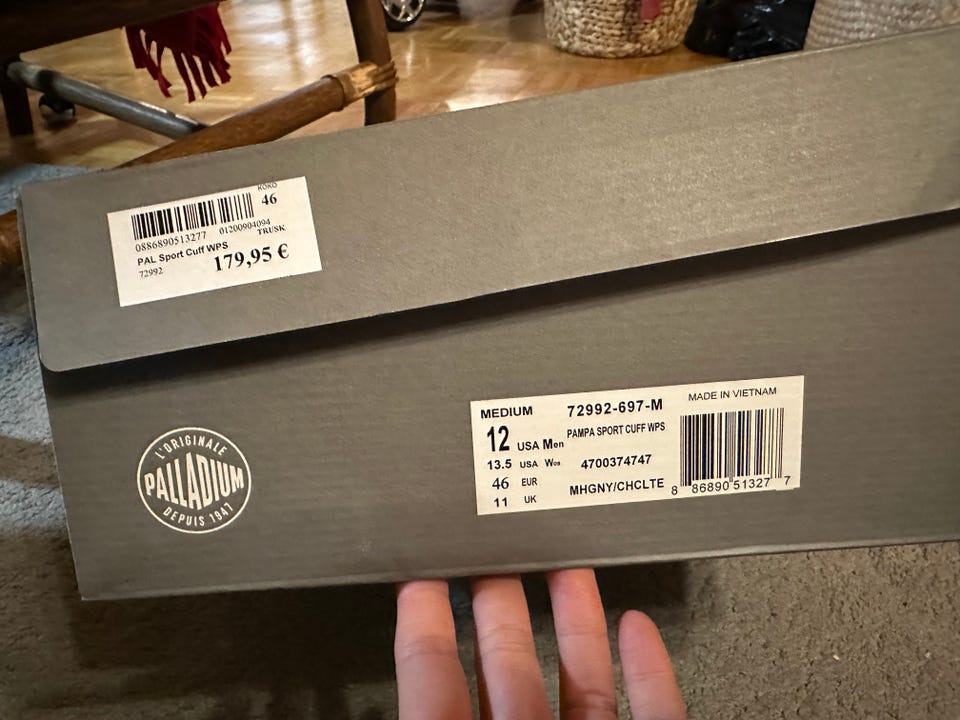 KOKO
46
0886890513277 01200904094
PAL Sport Cuff WPS TRUSK
72992 179,95 €
L'ORIGINALE
PALLADIUM
DEPUIS 1947
MEDIUM 72992-697-M MADE IN VIETNAM
12 USA Men PAMPA SPORT CUFF WPS
13.5 USA Wos 4700374747
46 EUR
11 UK MHGNY/CHCLTE
8 86890 51327 7